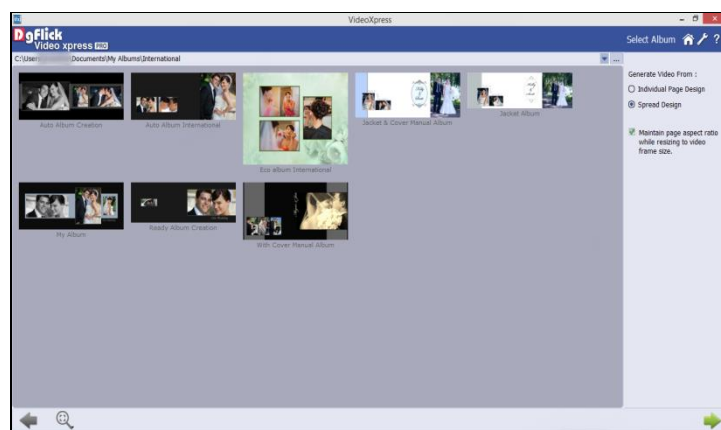 VideoXpress
DgFlick
Video xpress PRO
Select Album
?
C:\Users Documents\My Albums\International
...
Generate Video From :
Individual Page Design
Spread Design
Maintain page aspect ratio
while resizing to video
frame size.
Auto Album Creation
Auto Album International
Eco album International
Jacket & Cover Manual Album
Jacket Album
My Album
Ready Album Creation
With Cover Manual Album